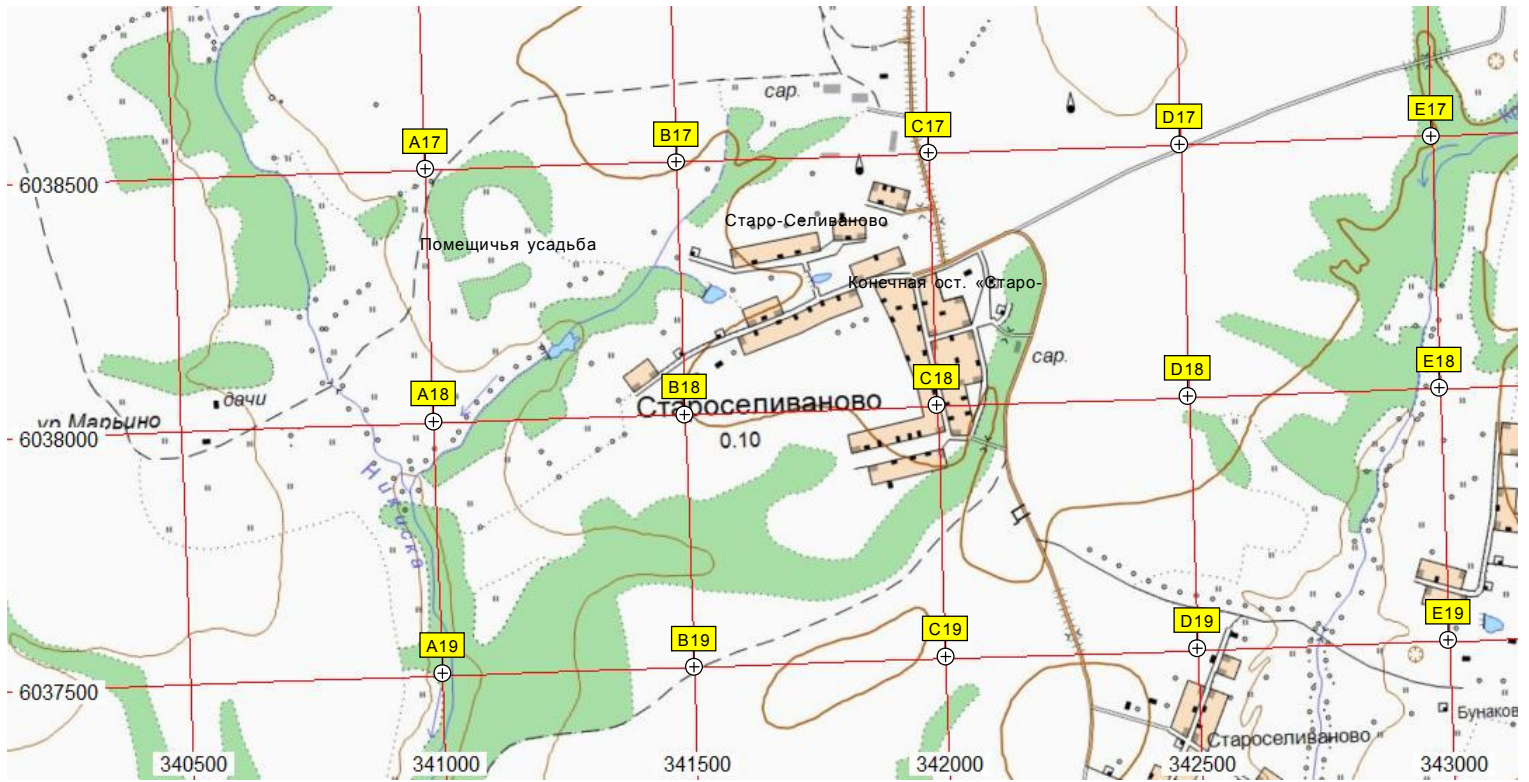 сар.
A17
B17
C17
D17
E17
6038500
Старо-Селиваново
Помещичья усадьба
Конечная ост. «Старо-
сар.
A18
B18
C18
D18
E18
дачи
ур. Марьино
Староселиваново
0.10
6038000
Никиска
A19
B19
C19
D19
E19
6037500
Бунаков
Староселиваново
340500
341000
341500
342000
342500
343000